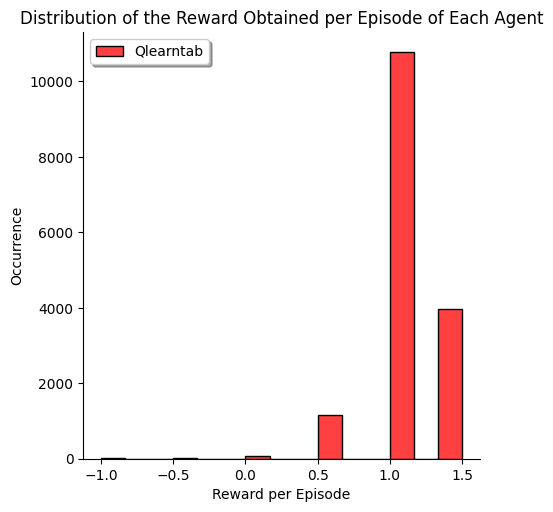 Distribution of the Reward Obtained per Episode of Each Agent
Qlearntab
10000
8000
6000
4000
2000
0
Occurrence
−1.0 −0.5 0.0 0.5 1.0 1.5
Reward per Episode